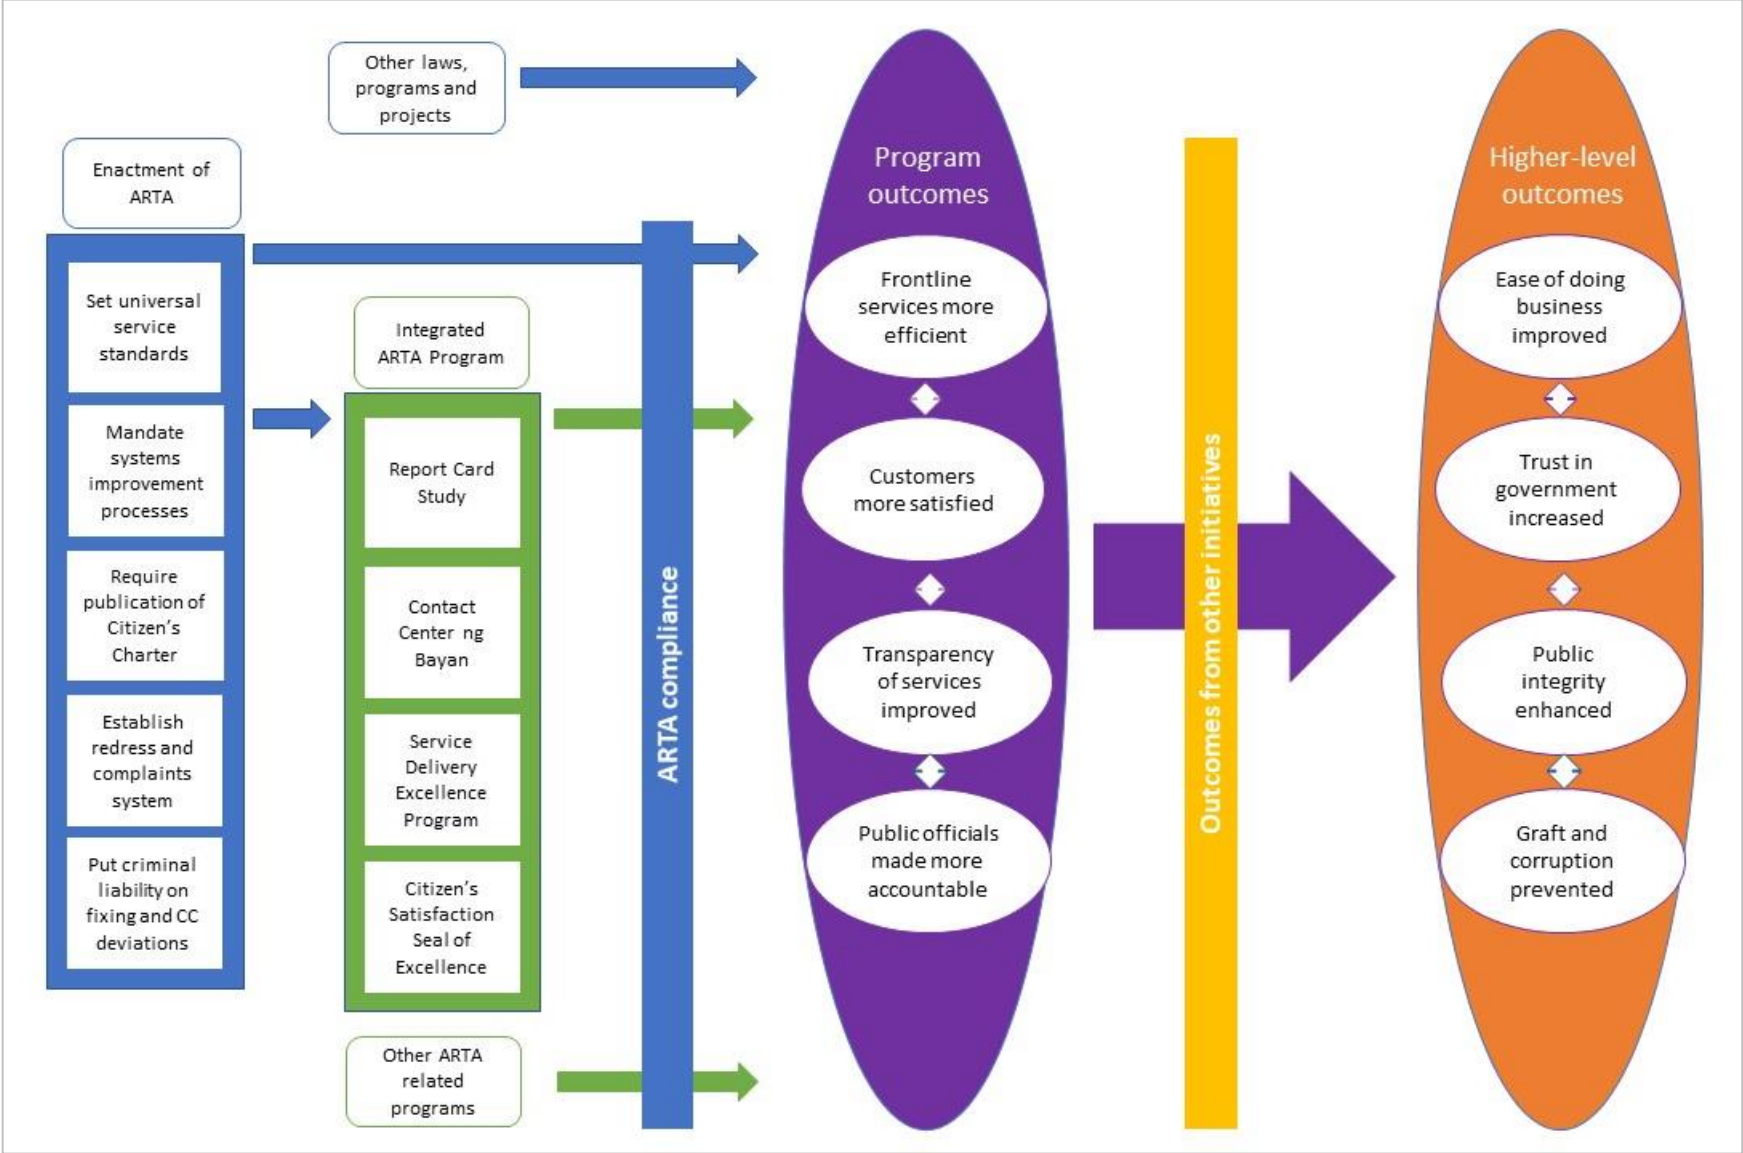 Other laws,
programs and
projects
Enactment of
ARTA
Set universal
service
standards
Mandate
systems
improvement
processes
Require
publication of
Citizen's
Charter
Establish
redress and
complaints
system
Put criminal
liability on
fixing and CC
deviations
Integrated
ARTA Program
Report Card
Study
Contact
Center ng
Bayan
Service
Delivery
Excellence
Program
Citizen's
Satisfaction
Seal of
Excellence
Other ARTA
related
programs
ARTA compliance
Program
outcomes
Frontline
services more
efficient
Customers
more satisfied
Transparency
of services
improved
Public officials
made more
accountable
Outcomes from other initiatives
Higher-level
outcomes
Ease of doing
business
improved
Trust in
government
increased
Public
integrity
enhanced
Graft and
corruption
prevented